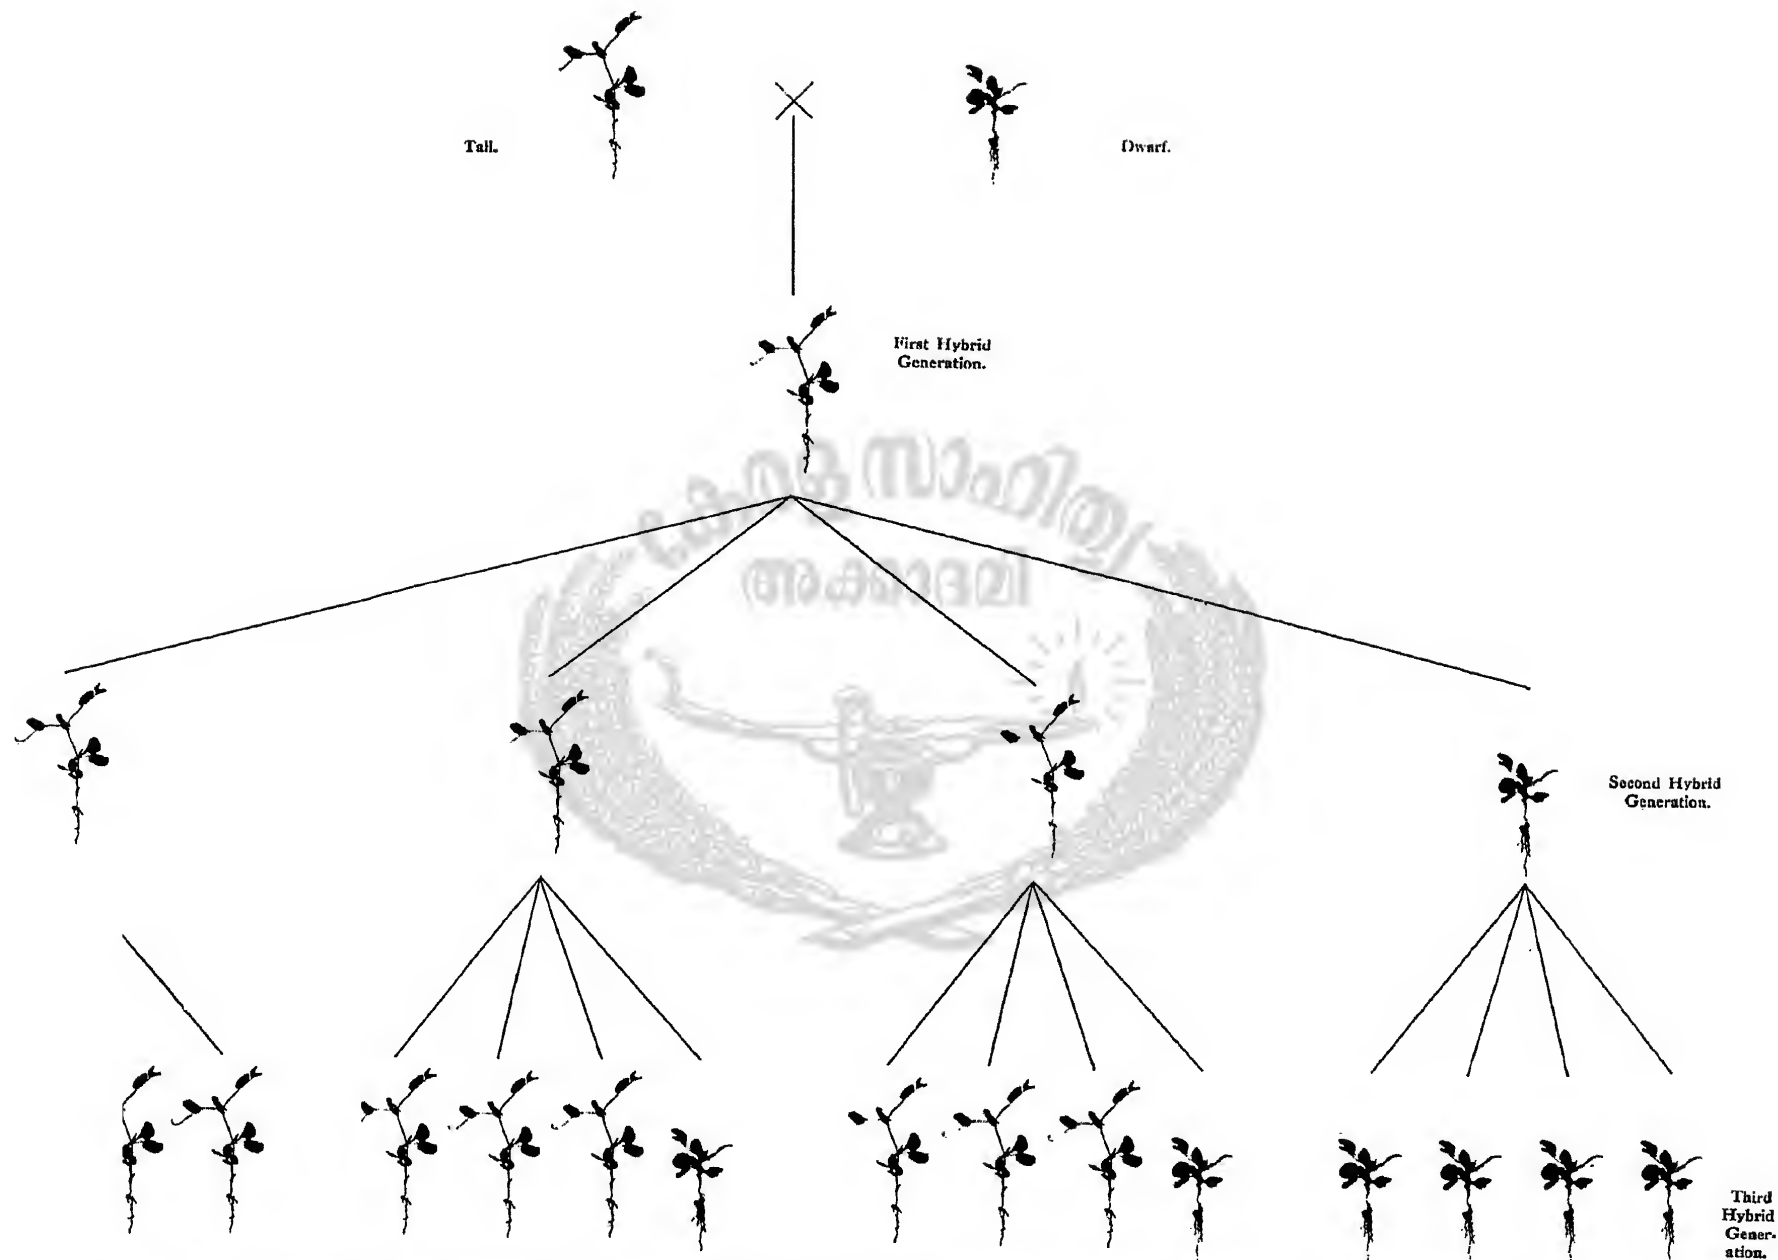 Tall.
Dwarf.
First Hybrid
Generation.
Second Hybrid
Generation.
Third
Hybrid
Gener-
ation.